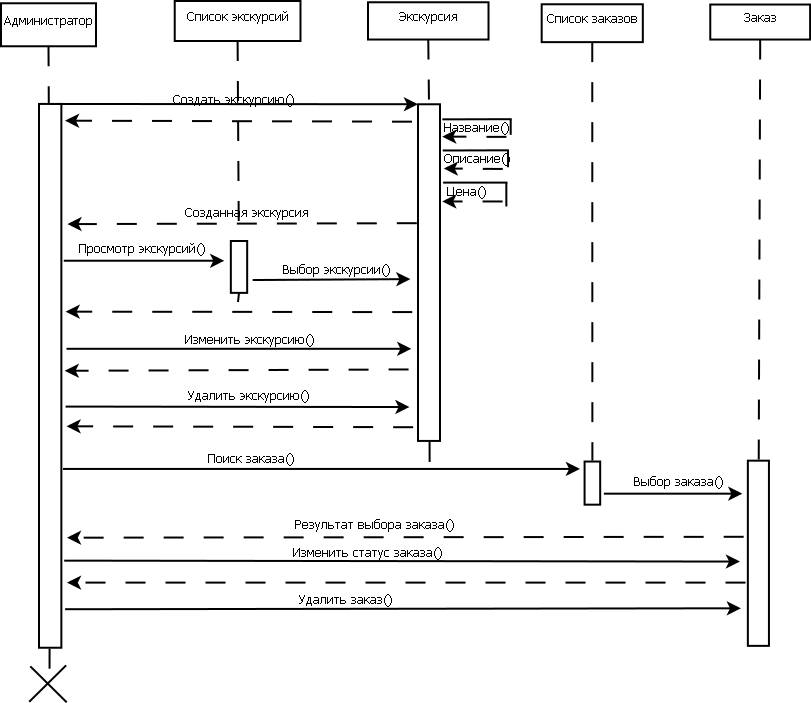 Администратор
Список экскурсий
Экскурсия
Список заказов
Заказ
Создать экскурсию()
Название()
Описание()
Цена()
Созданная экскурсия
Просмотр экскурсий()
Выбор экскурсии()
Изменить экскурсию()
Удалить экскурсию()
Поиск заказа()
Выбор заказа()
Результат выбора заказа()
Изменить статус заказа()
Удалить заказ()